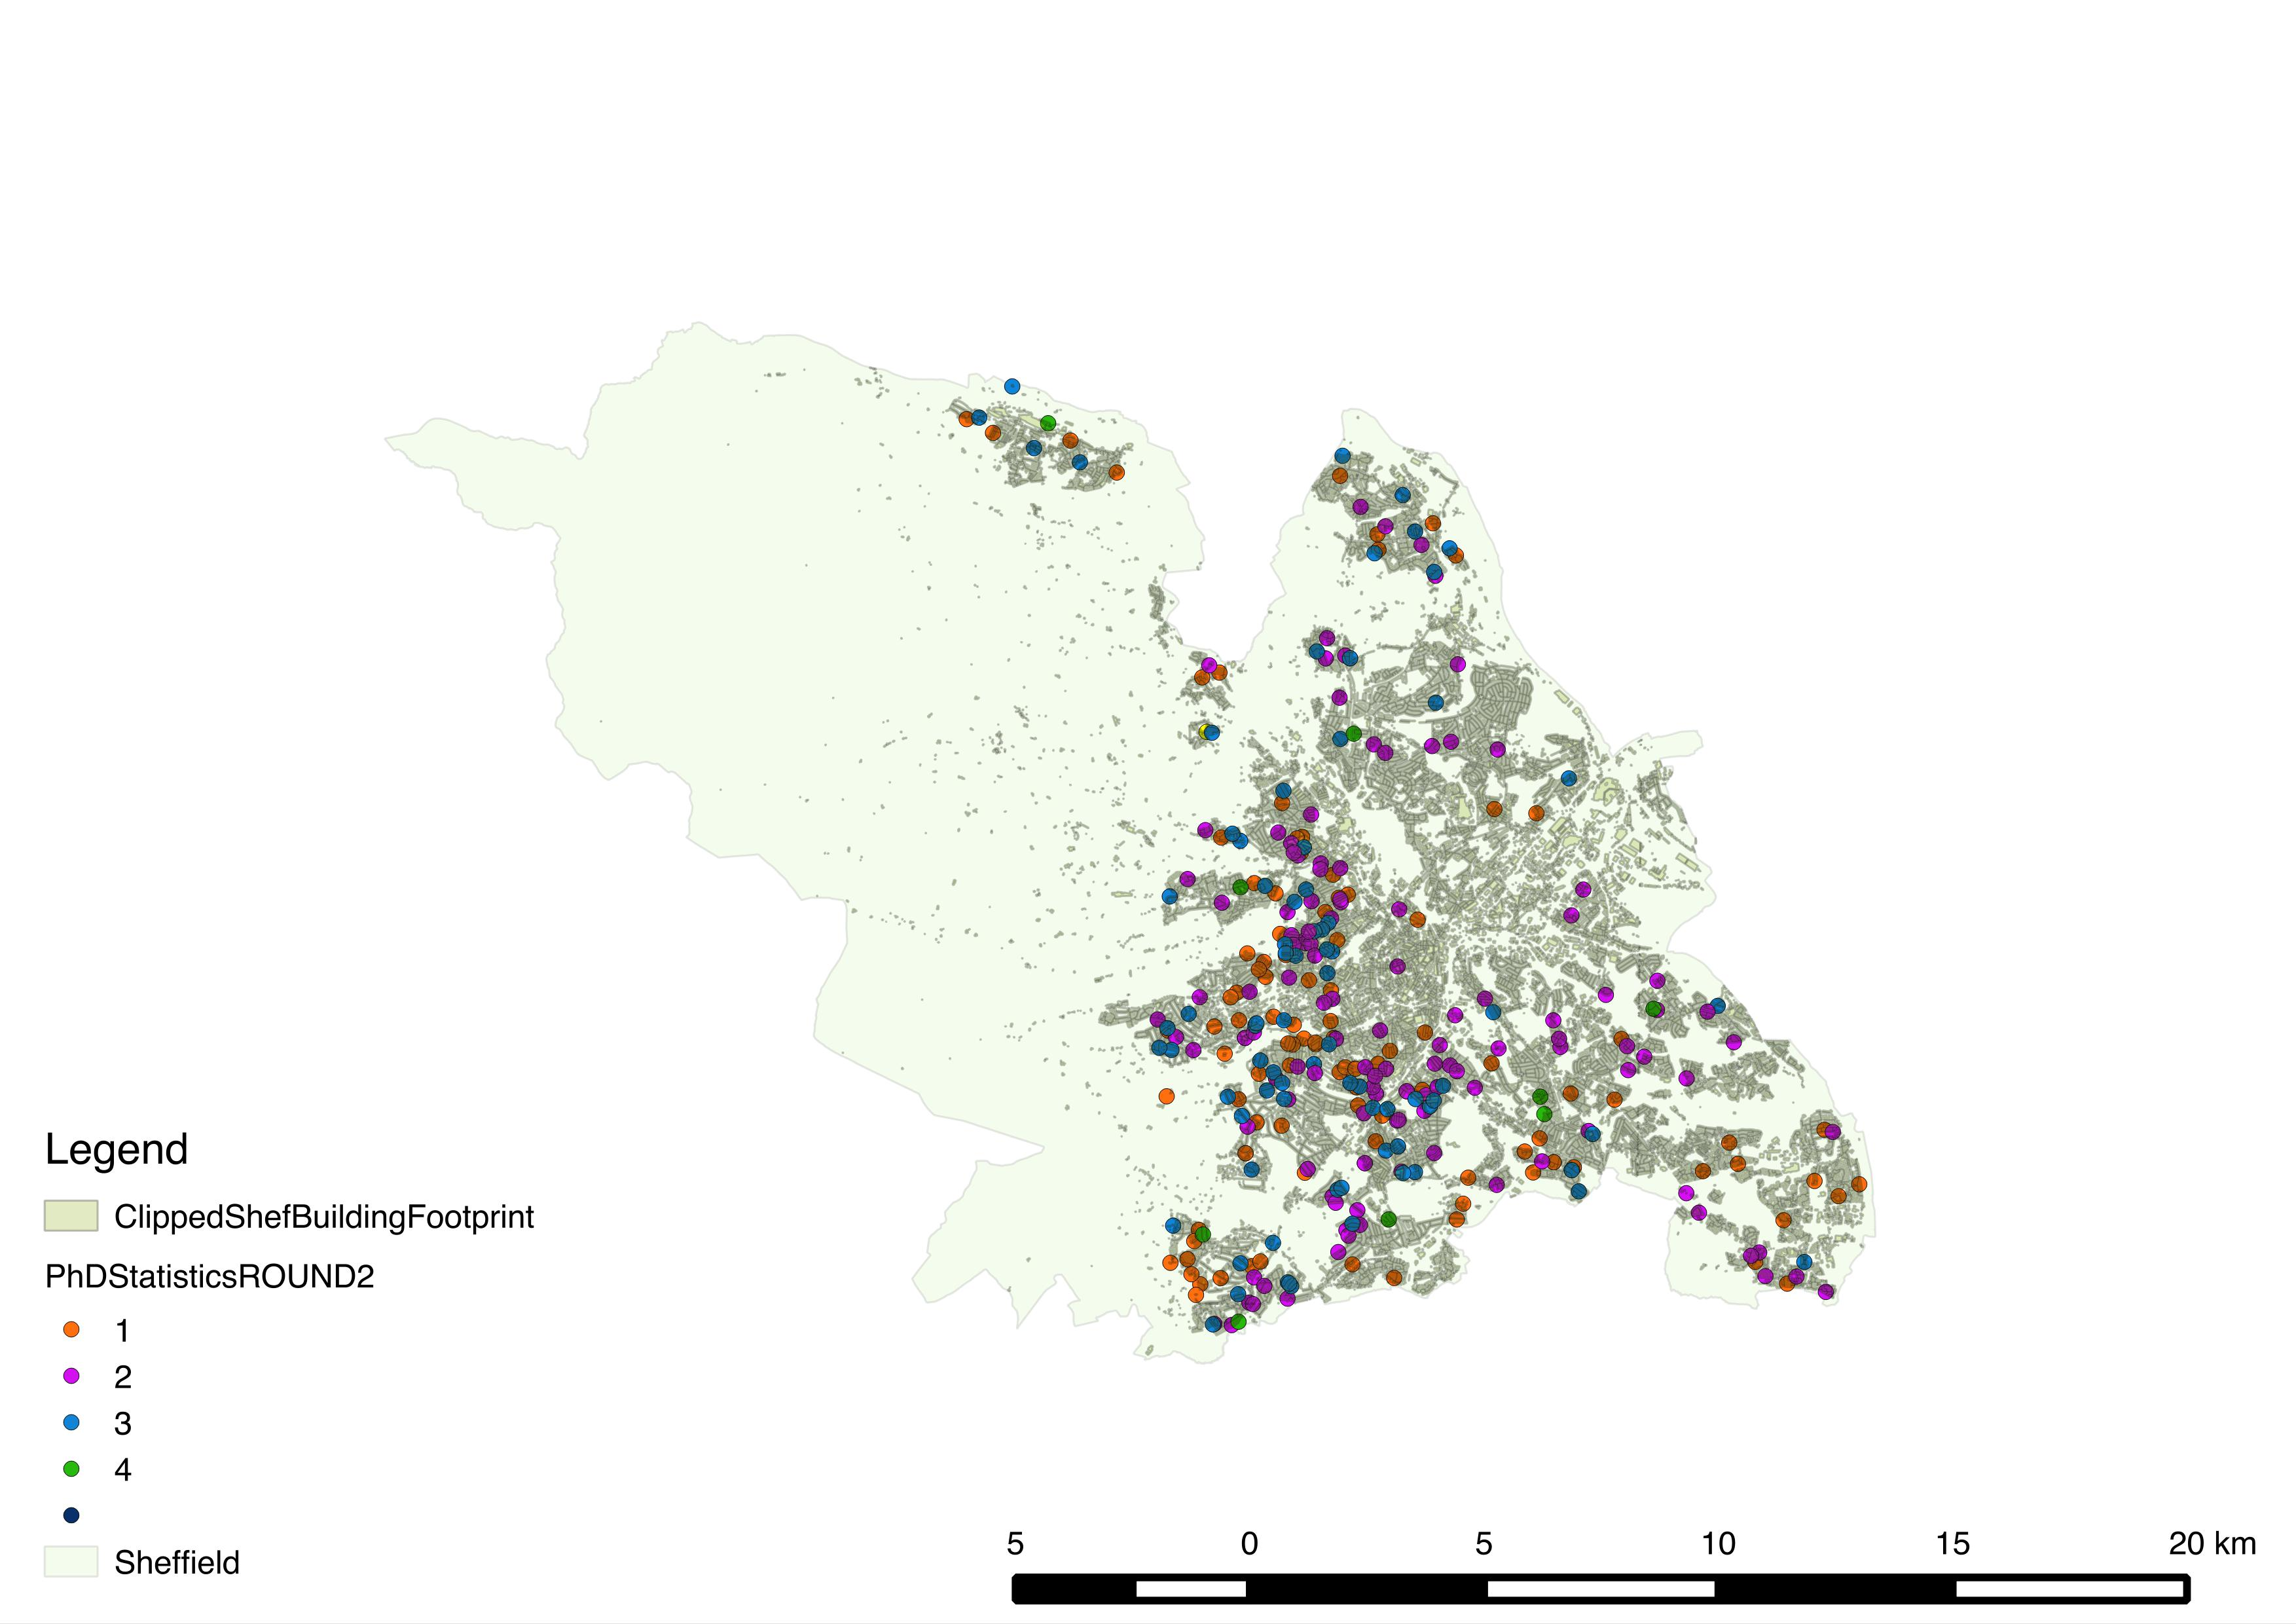 Legend
ClippedShefBuildingFootprint
PhDStatisticsROUND2
1
2
3
4
Sheffield
5 0 5 10 15 20 km